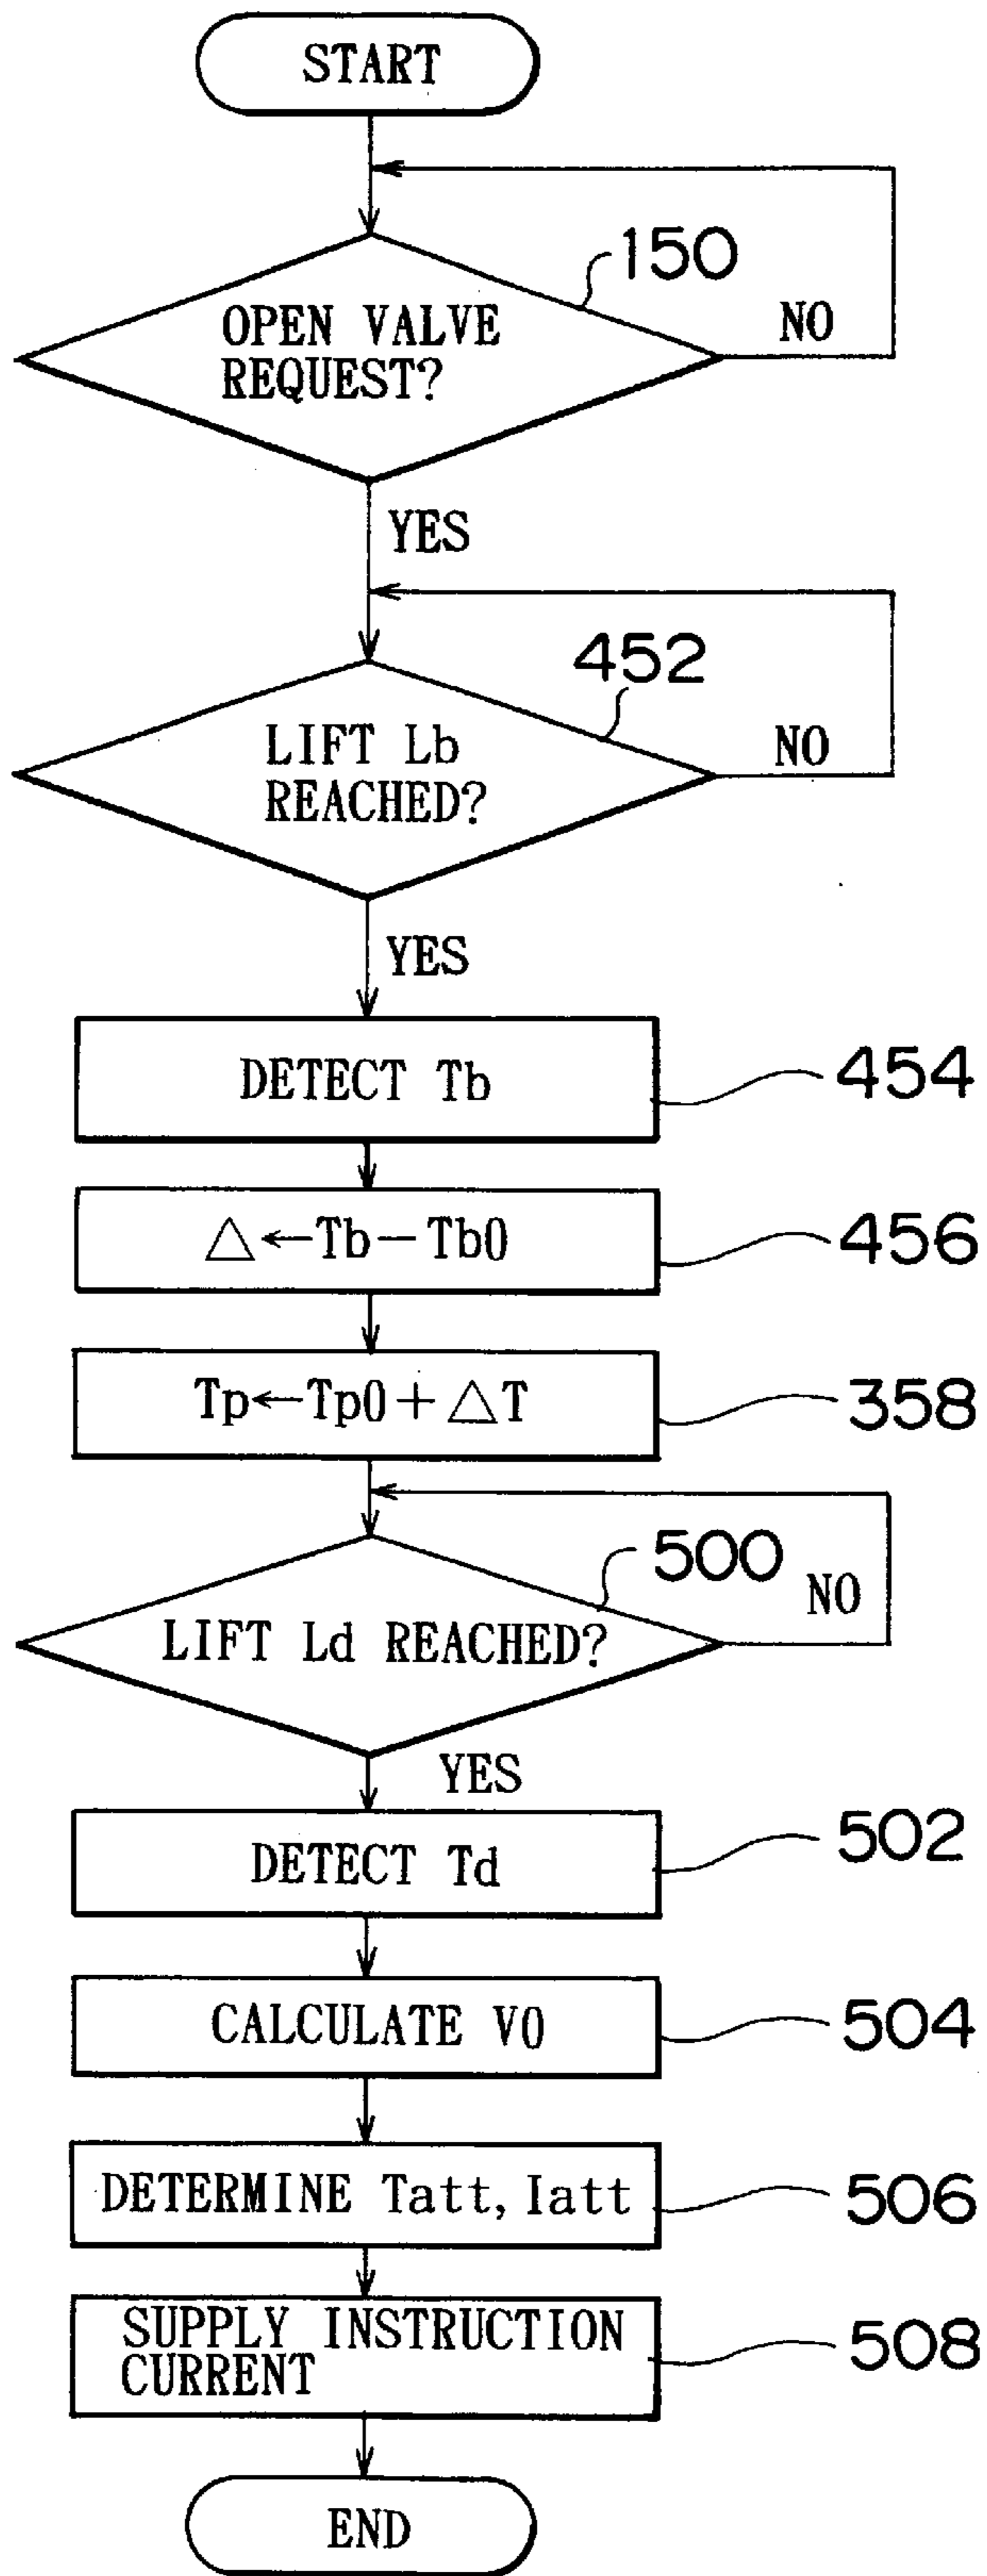 START
150
OPEN VALVE
REQUEST?
NO
YES
452
LIFT Lb
REACHED?
NO
YES
DETECT Tb
454
△←Tb−Tb0
456
Tp←Tp0+△T
358
500
NO
LIFT Ld REACHED?
YES
DETECT Td
502
CALCULATE V0
504
DETERMINE Tatt, Iatt
506
SUPPLY INSTRUCTION
CURRENT
508
END